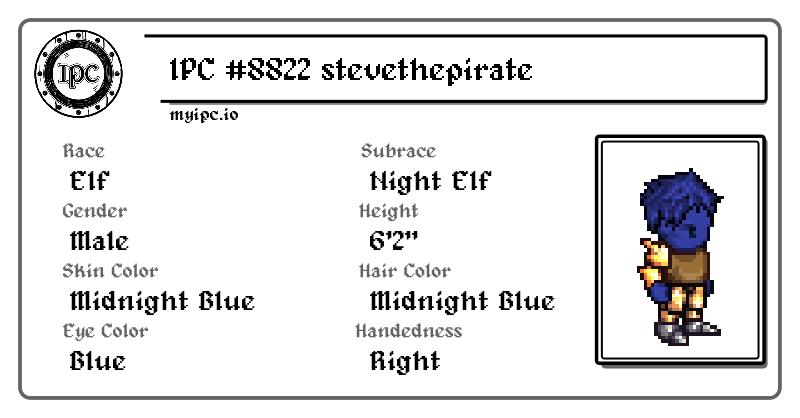 IPC
IPC #8822 stevethepirate
myipc.io
Race
Subrace
Elf
Night Elf
Gender
Height
Male
6'2"
Skin Color
Hair Color
Midnight Blue
Midnight Blue
Eye Color
Handedness
Blue
Right